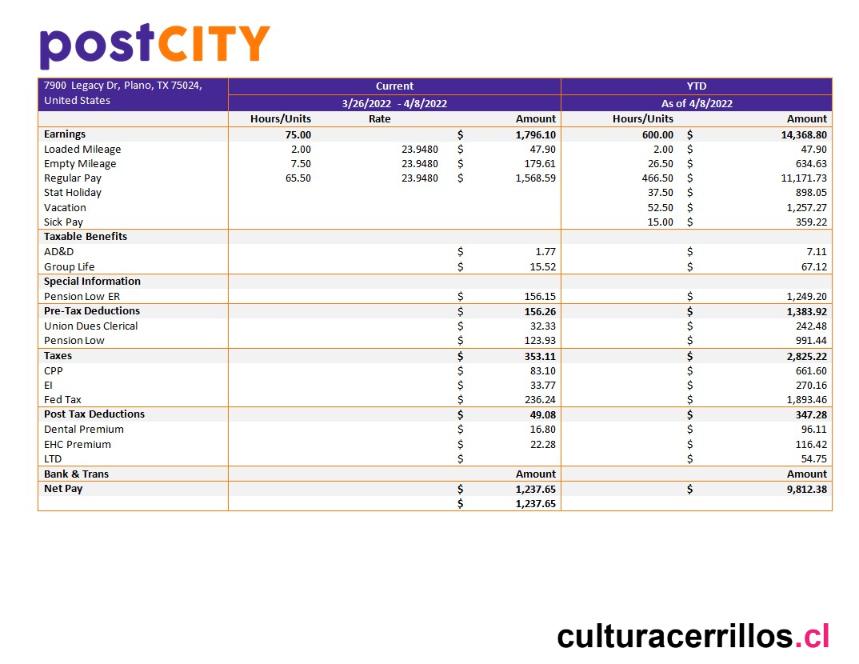 postCITY
7900 Legacy Dr, Plano, TX 75024, Current YTD
United States 3/26/2022 - 4/8/2022 As of 4/8/2022
Hours/Units Rate Amount Hours/Units Amount
Earnings 75.00 $ 1,796.10 600.00 $ 14,368.80
Loaded Mileage 2.00 23.9480 $ 47.90 2.00 $ 47.90
Empty Mileage 7.50 23.9480 $ 179.61 26.50 $ 634.63
Regular Pay 65.50 23.9480 $ 1,568.59 466.50 $ 11,171.73
Stat Holiday 37.50 $ 898.05
Vacation 52.50 $ 1,257.27
Sick Pay 15.00 $ 359.22
Taxable Benefits
AD&D $ 1.77 $ 7.11
Group Life $ 15.52 $ 67.12
Special Information
Pension Low ER $ 156.15 $ 1,249.20
Pre-Tax Deductions $ 156.26 $ 1,383.92
Union Dues Clerical $ 32.33 $ 242.48
Pension Low $ 123.93 $ 991.44
Taxes $ 353.11 $ 2,825.22
CPP $ 83.10 $ 661.60
EI $ 33.77 $ 270.16
Fed Tax $ 236.24 $ 1,893.46
Post Tax Deductions $ 49.08 $ 347.28
Dental Premium $ 16.80 $ 96.11
EHC Premium $ 22.28 $ 116.42
LTD $ $ 54.75
Bank & Trans Amount Amount
Net Pay $ 1,237.65 $ 9,812.38
$ 1,237.65
culturacerrillos.cl